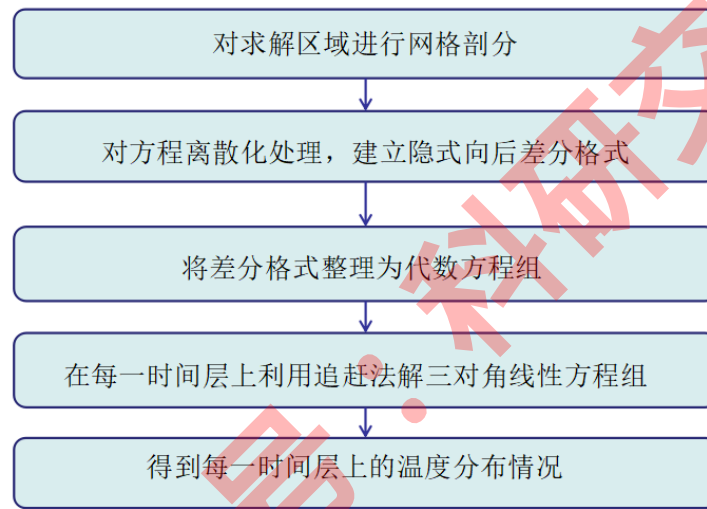 对求解区域进行网格剖分
对方程离散化处理，建立隐式向后差分格式
将差分格式整理为代数方程组
在每一时间层上利用追赶法解三对角线性方程组
得到每一时间层上的温度分布情况
号：科研交